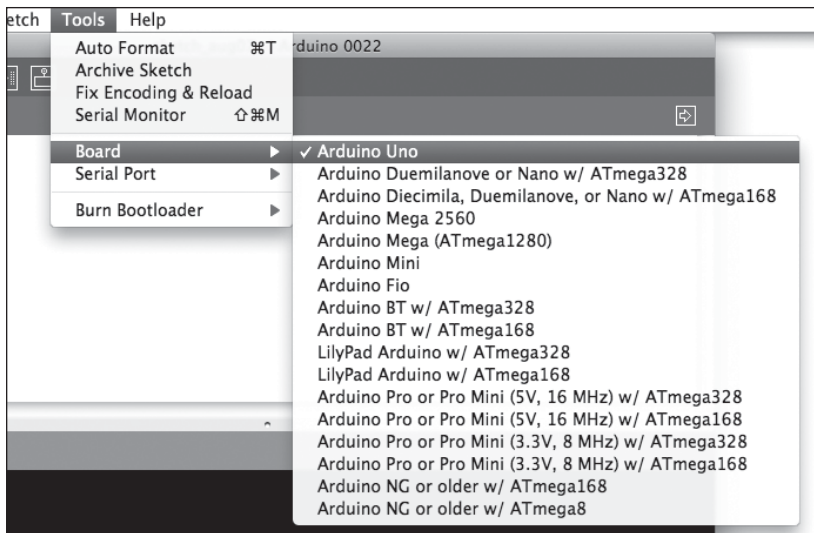 etch Tools Help
rduino 0022
Auto Format ⌘T
Archive Sketch
Fix Encoding & Reload
Serial Monitor ⇧⌘M
Board
Serial Port
Burn Bootloader
✓ Arduino Uno
Arduino Duemilanove or Nano w/ ATmega328
Arduino Diecimila, Duemilanove, or Nano w/ ATmega168
Arduino Mega 2560
Arduino Mega (ATmega1280)
Arduino Mini
Arduino Fio
Arduino BT w/ ATmega328
Arduino BT w/ ATmega168
LilyPad Arduino w/ ATmega328
LilyPad Arduino w/ ATmega168
Arduino Pro or Pro Mini (5V, 16 MHz) w/ ATmega328
Arduino Pro or Pro Mini (5V, 16 MHz) w/ ATmega168
Arduino Pro or Pro Mini (3.3V, 8 MHz) w/ ATmega328
Arduino Pro or Pro Mini (3.3V, 8 MHz) w/ ATmega168
Arduino NG or older w/ ATmega168
Arduino NG or older w/ ATmega8